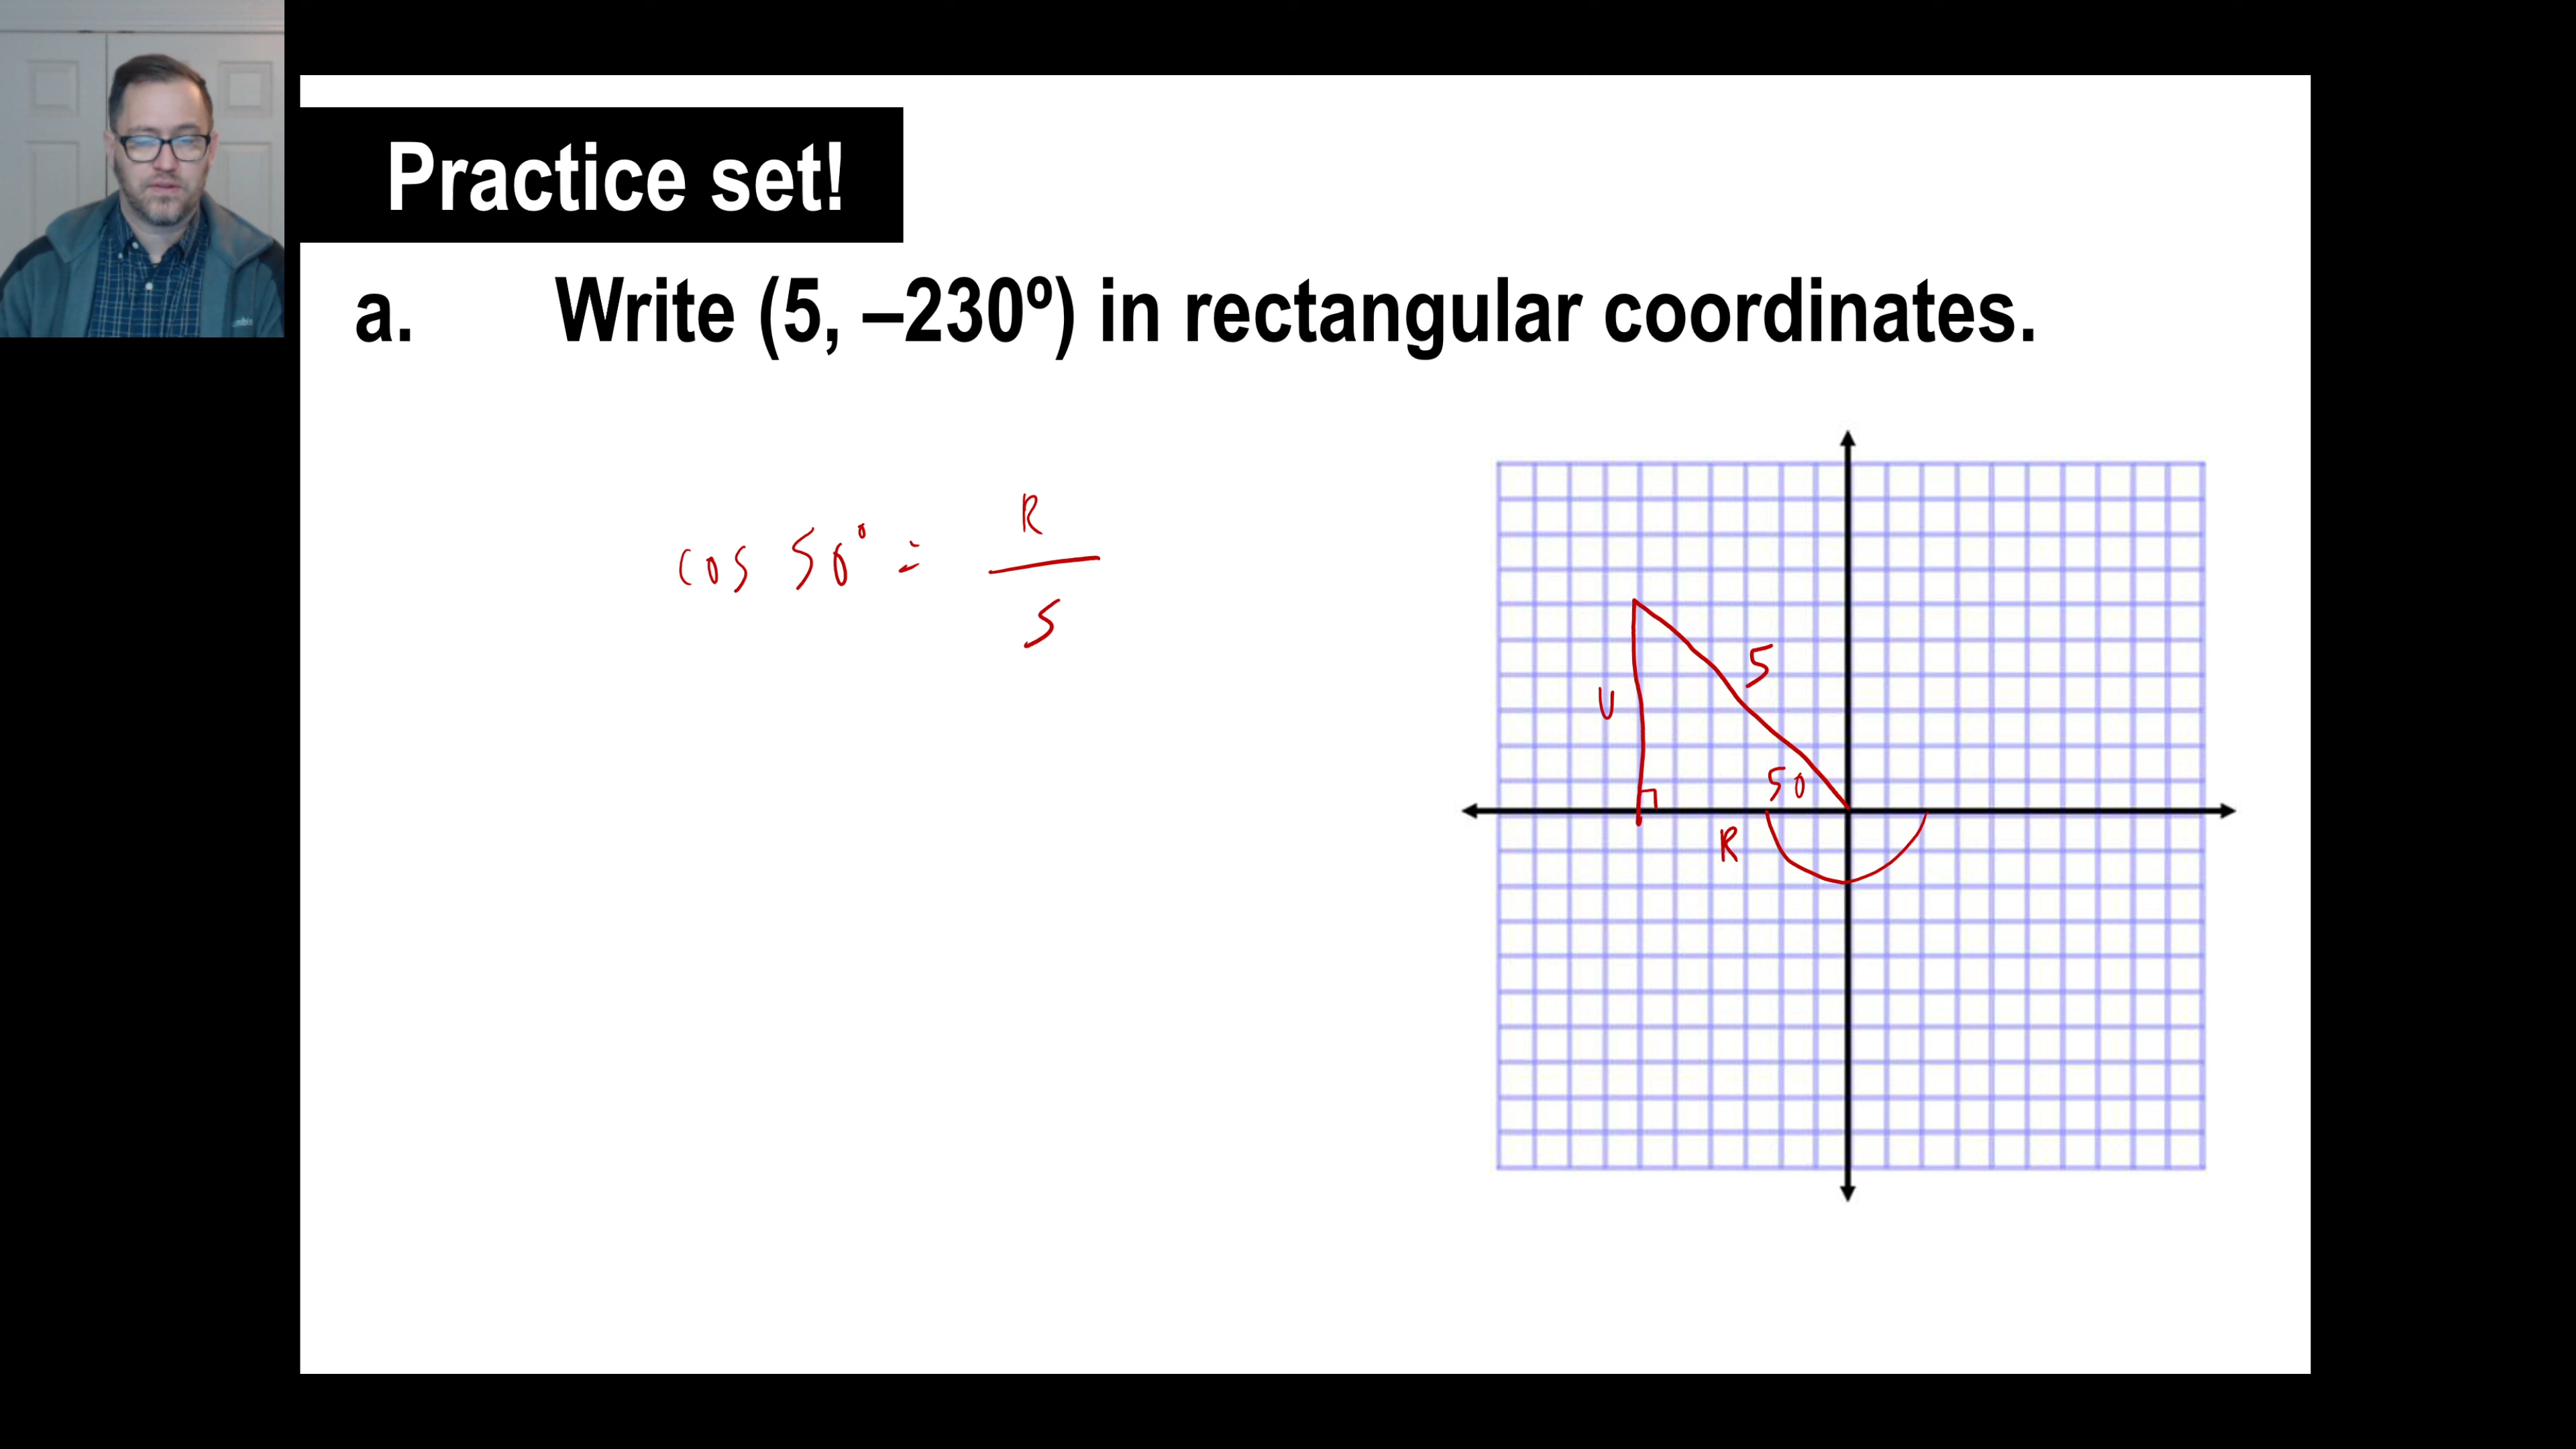 Practice set!
a. Write (5, –230º) in rectangular coordinates.
cos 50° = R
5
5
U
50
R